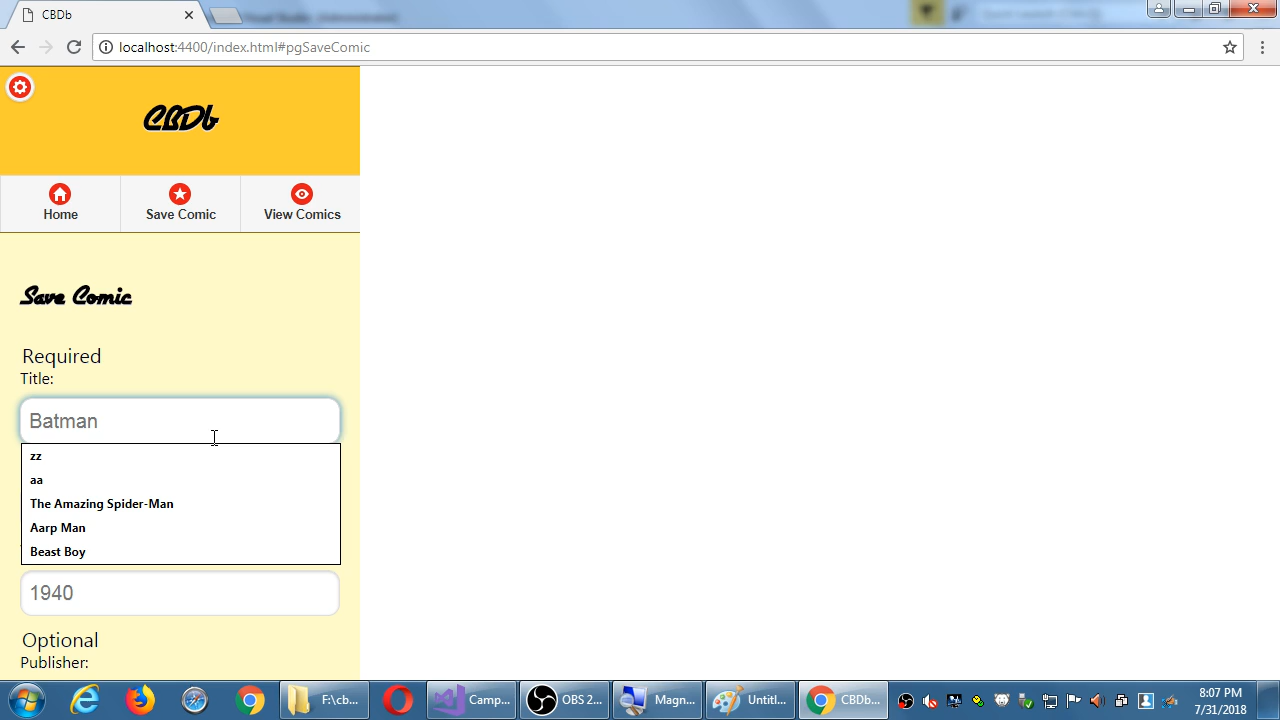 CBDb
localhost:4400/index.html#pgSaveComic
CBDb
Home
Save Comic
View Comics
Save Comic
Required
Title:
Batman
zz
aa
The Amazing Spider-Man
Aarp Man
Beast Boy
1940
Optional
Publisher:
F:\cb...
Camp...
OBS 2...
Magn...
Untitl...
CBDb...
8:07 PM
7/31/2018